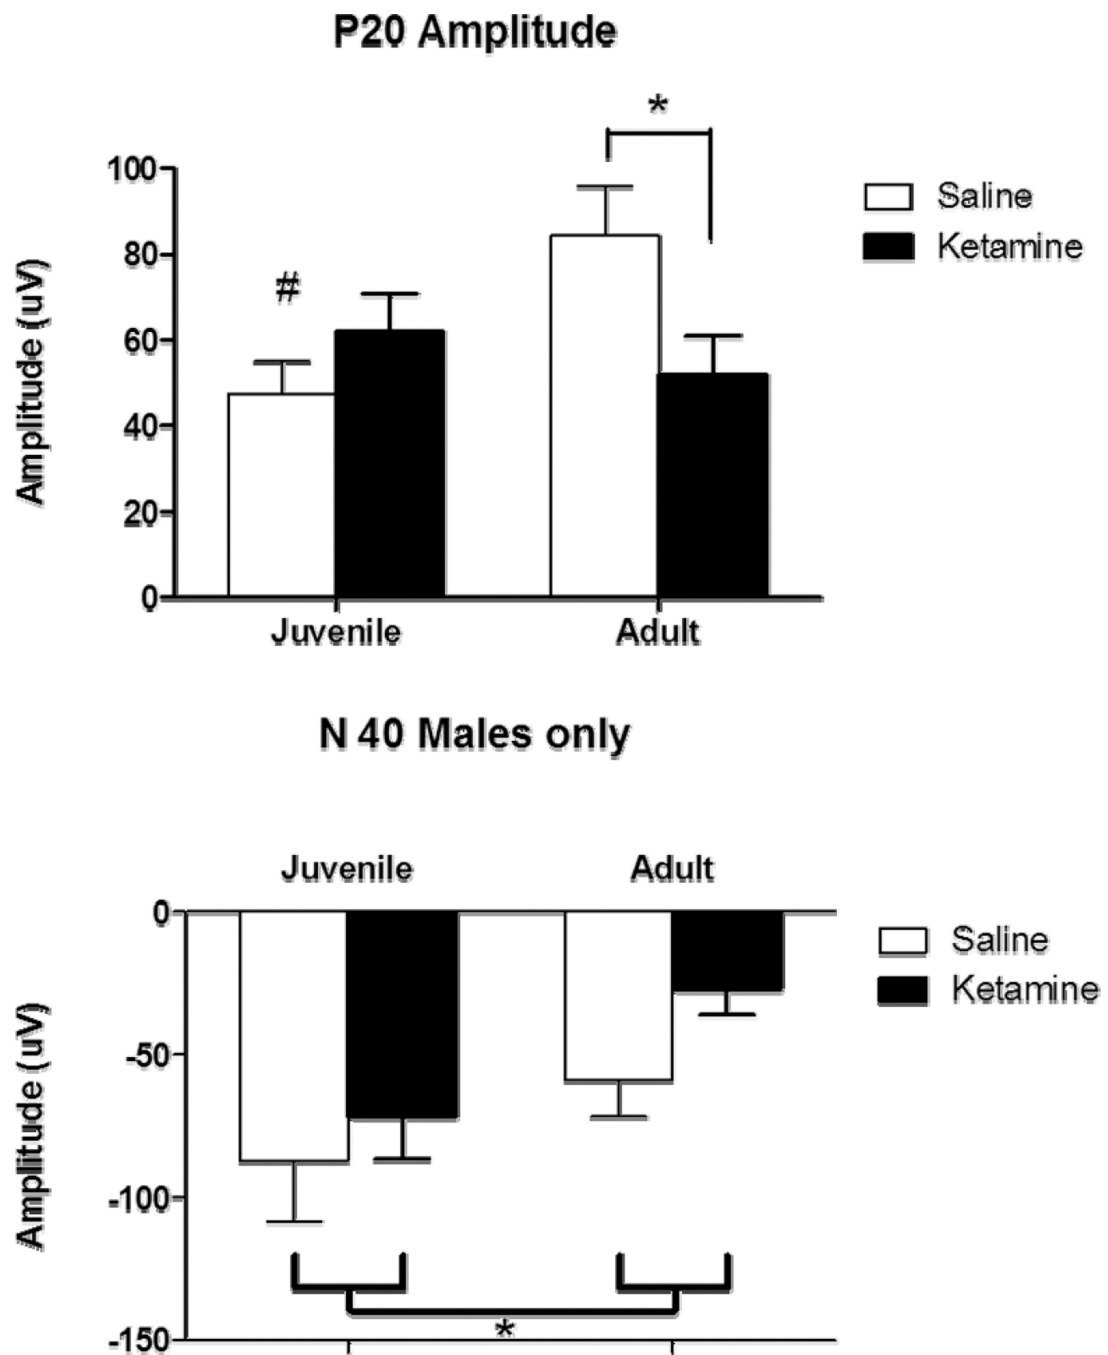 P20 Amplitude
*
100
80
60
40
20
0
Amplitude (uV)
#
Saline
Ketamine
Juvenile
Adult
N 40 Males only
Juvenile
Adult
0
-50
-100
-150
Amplitude (uV)
Saline
Ketamine
*